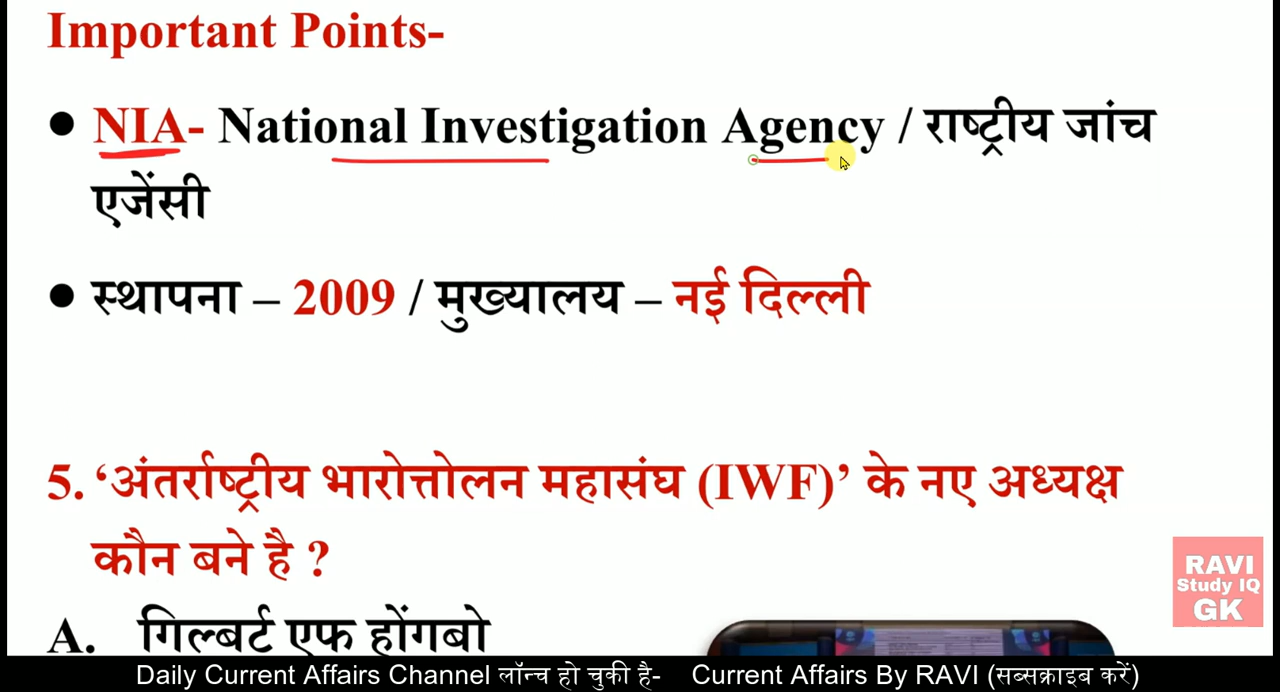 Important Points-
● NIA- National Investigation Agency / राष्ट्रीय जांच
एजेंसी
● स्थापना – 2009 / मुख्यालय – नई दिल्ली
5. ‘अंतर्राष्ट्रीय भारोत्तोलन महासंघ (IWF)’ के नए अध्यक्ष
कौन बने है ?
A. गिल्बर्ट एफ होंगबो
RAVI
Study IQ
GK
Daily Current Affairs Channel लॉन्च हो चुकी है- Current Affairs By RAVI (सब्सक्राइब करें)